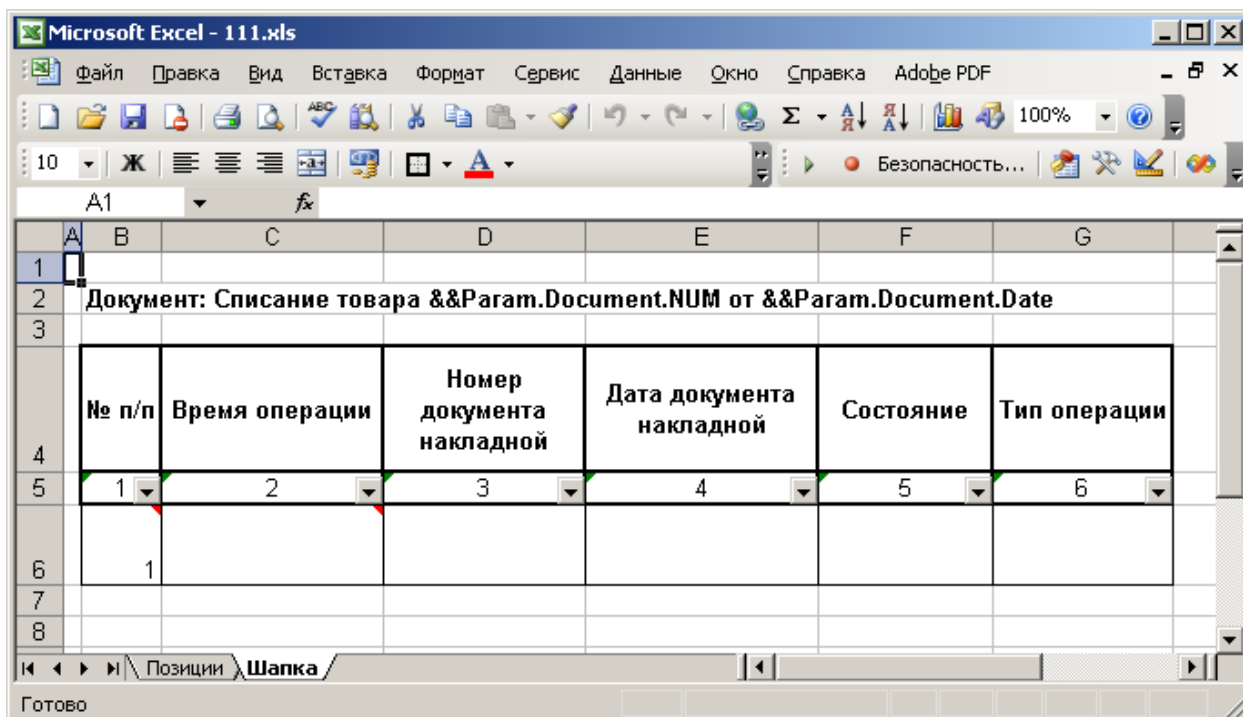 Microsoft Excel - 111.xls
Файл Правка Вид Вставка Формат Сервис Данные Окно Справка Adobe PDF
ABC Σ А Я Я А 100%
10 Ж А Безопасность...
A1 fx
A B C D E F G
1
2 Документ: Списание товара &&Param.Document.NUM от &&Param.Document.Date
3
4 № п/п Время операции Номер документа накладной Дата документа накладной Состояние Тип операции
5 1 2 3 4 5 6
6 1
7
8
Позиции Шапка
Готово